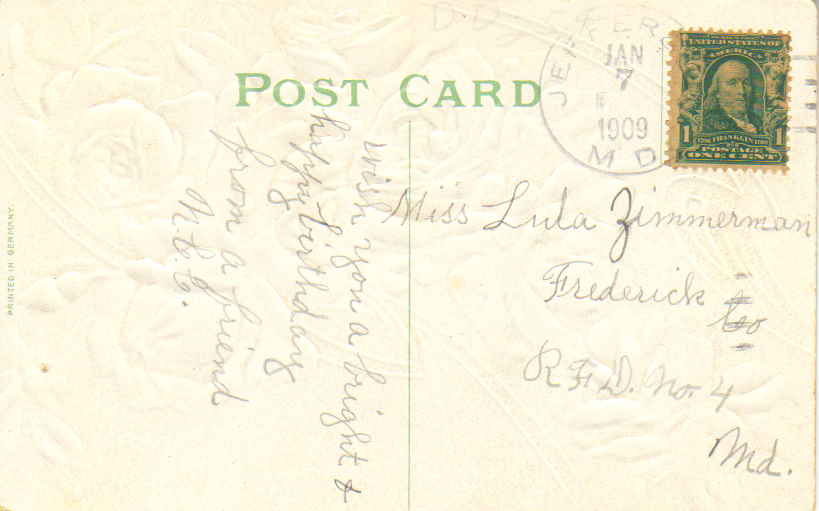 POST CARD
JAN
7
1909
MD
UNITED STATES OF
AMERICA
1 FRANKLIN 1
POSTAGE
ONE CENT
Miss Lula Zimmerman
Frederick Co
R.F.D. No. 4
Md.
wish you a bright &
happy birthday
from a friend
N.C.C.
PRINTED IN GERMANY.